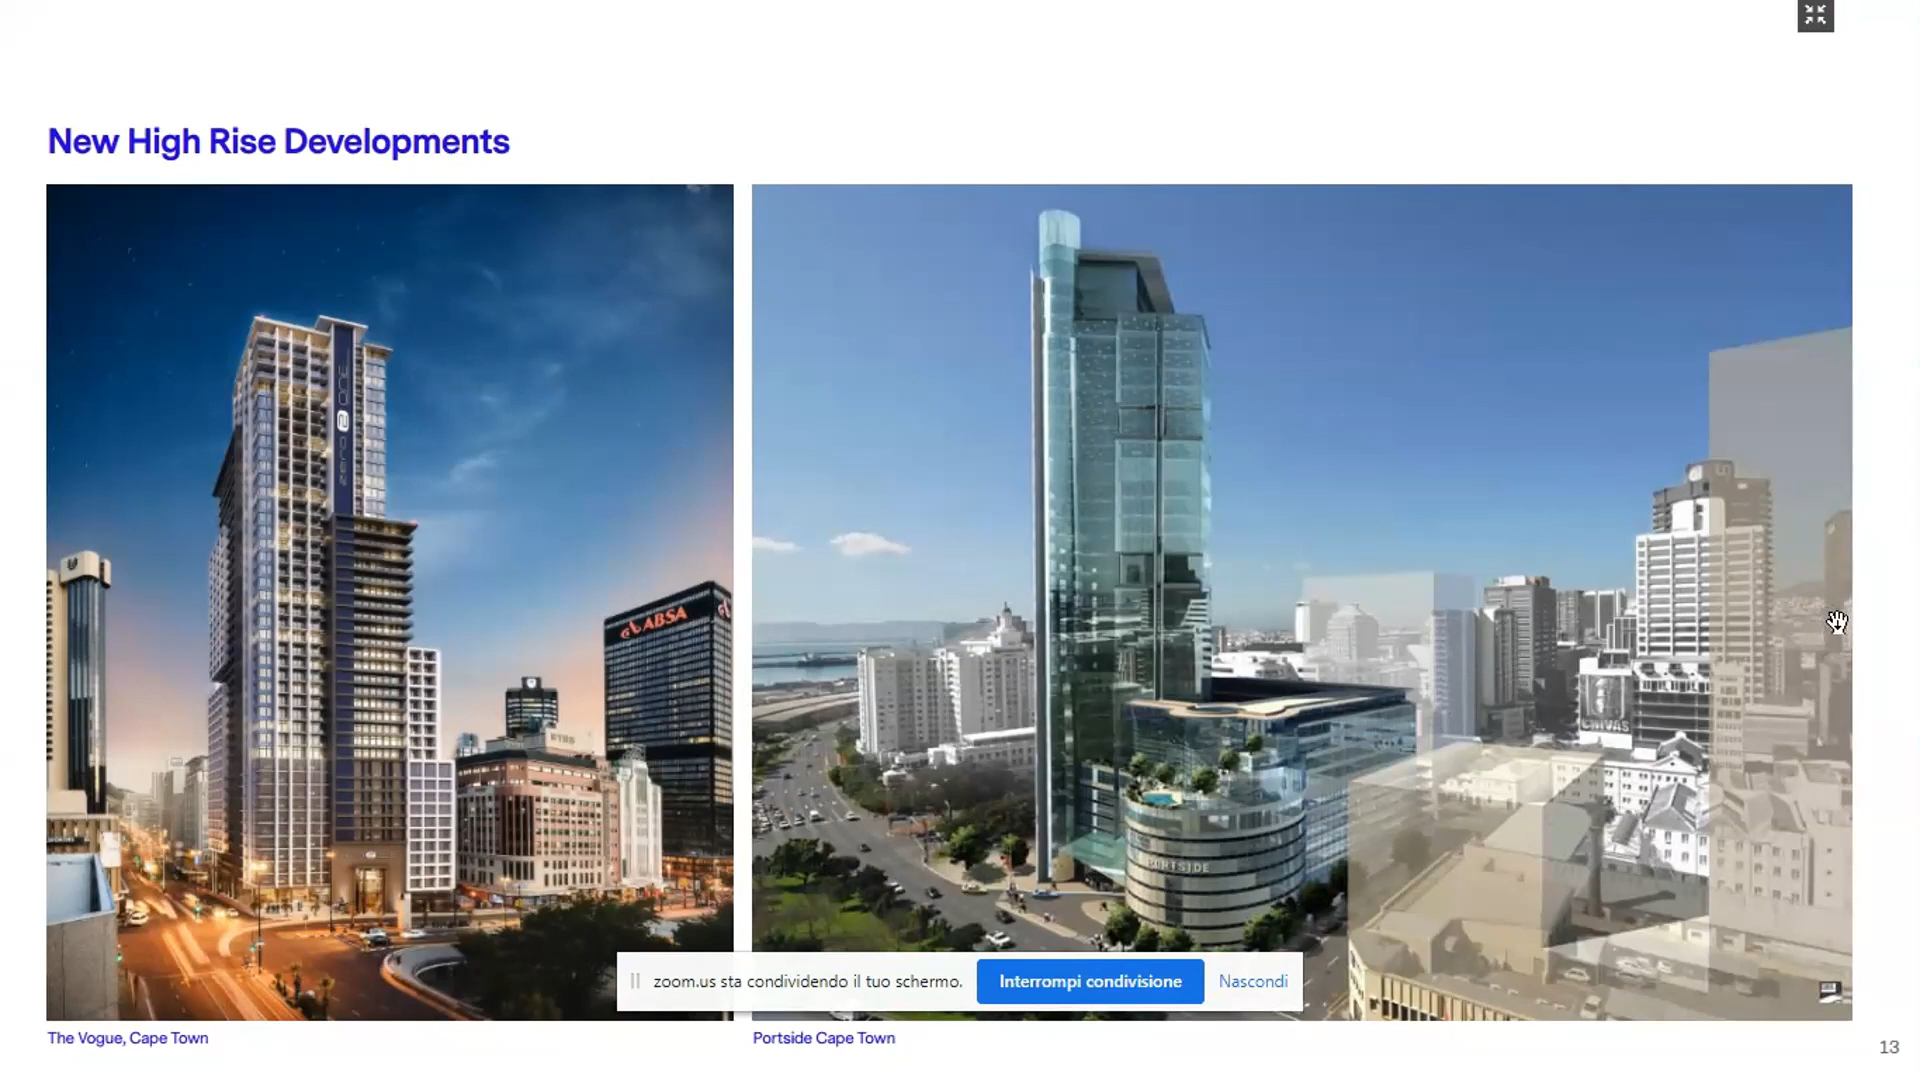 New High Rise Developments
zero2one
ABSA
CHIVAS
PORTSIDE
zoom.us sta condividendo il tuo schermo.
Interrompi condivisione
Nascondi
The Vogue, Cape Town
Portside Cape Town
13